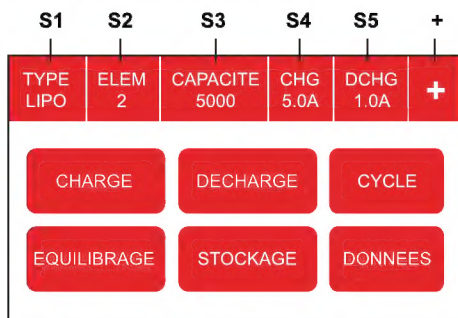 S1 S2 S3 S4 S5 +
TYPE ELEM CAPACITE CHG DCHG +
LIPO 2 5000 5.0A 1.0A
CHARGE DECHARGE CYCLE
EQUILIBRAGE STOCKAGE DONNEES